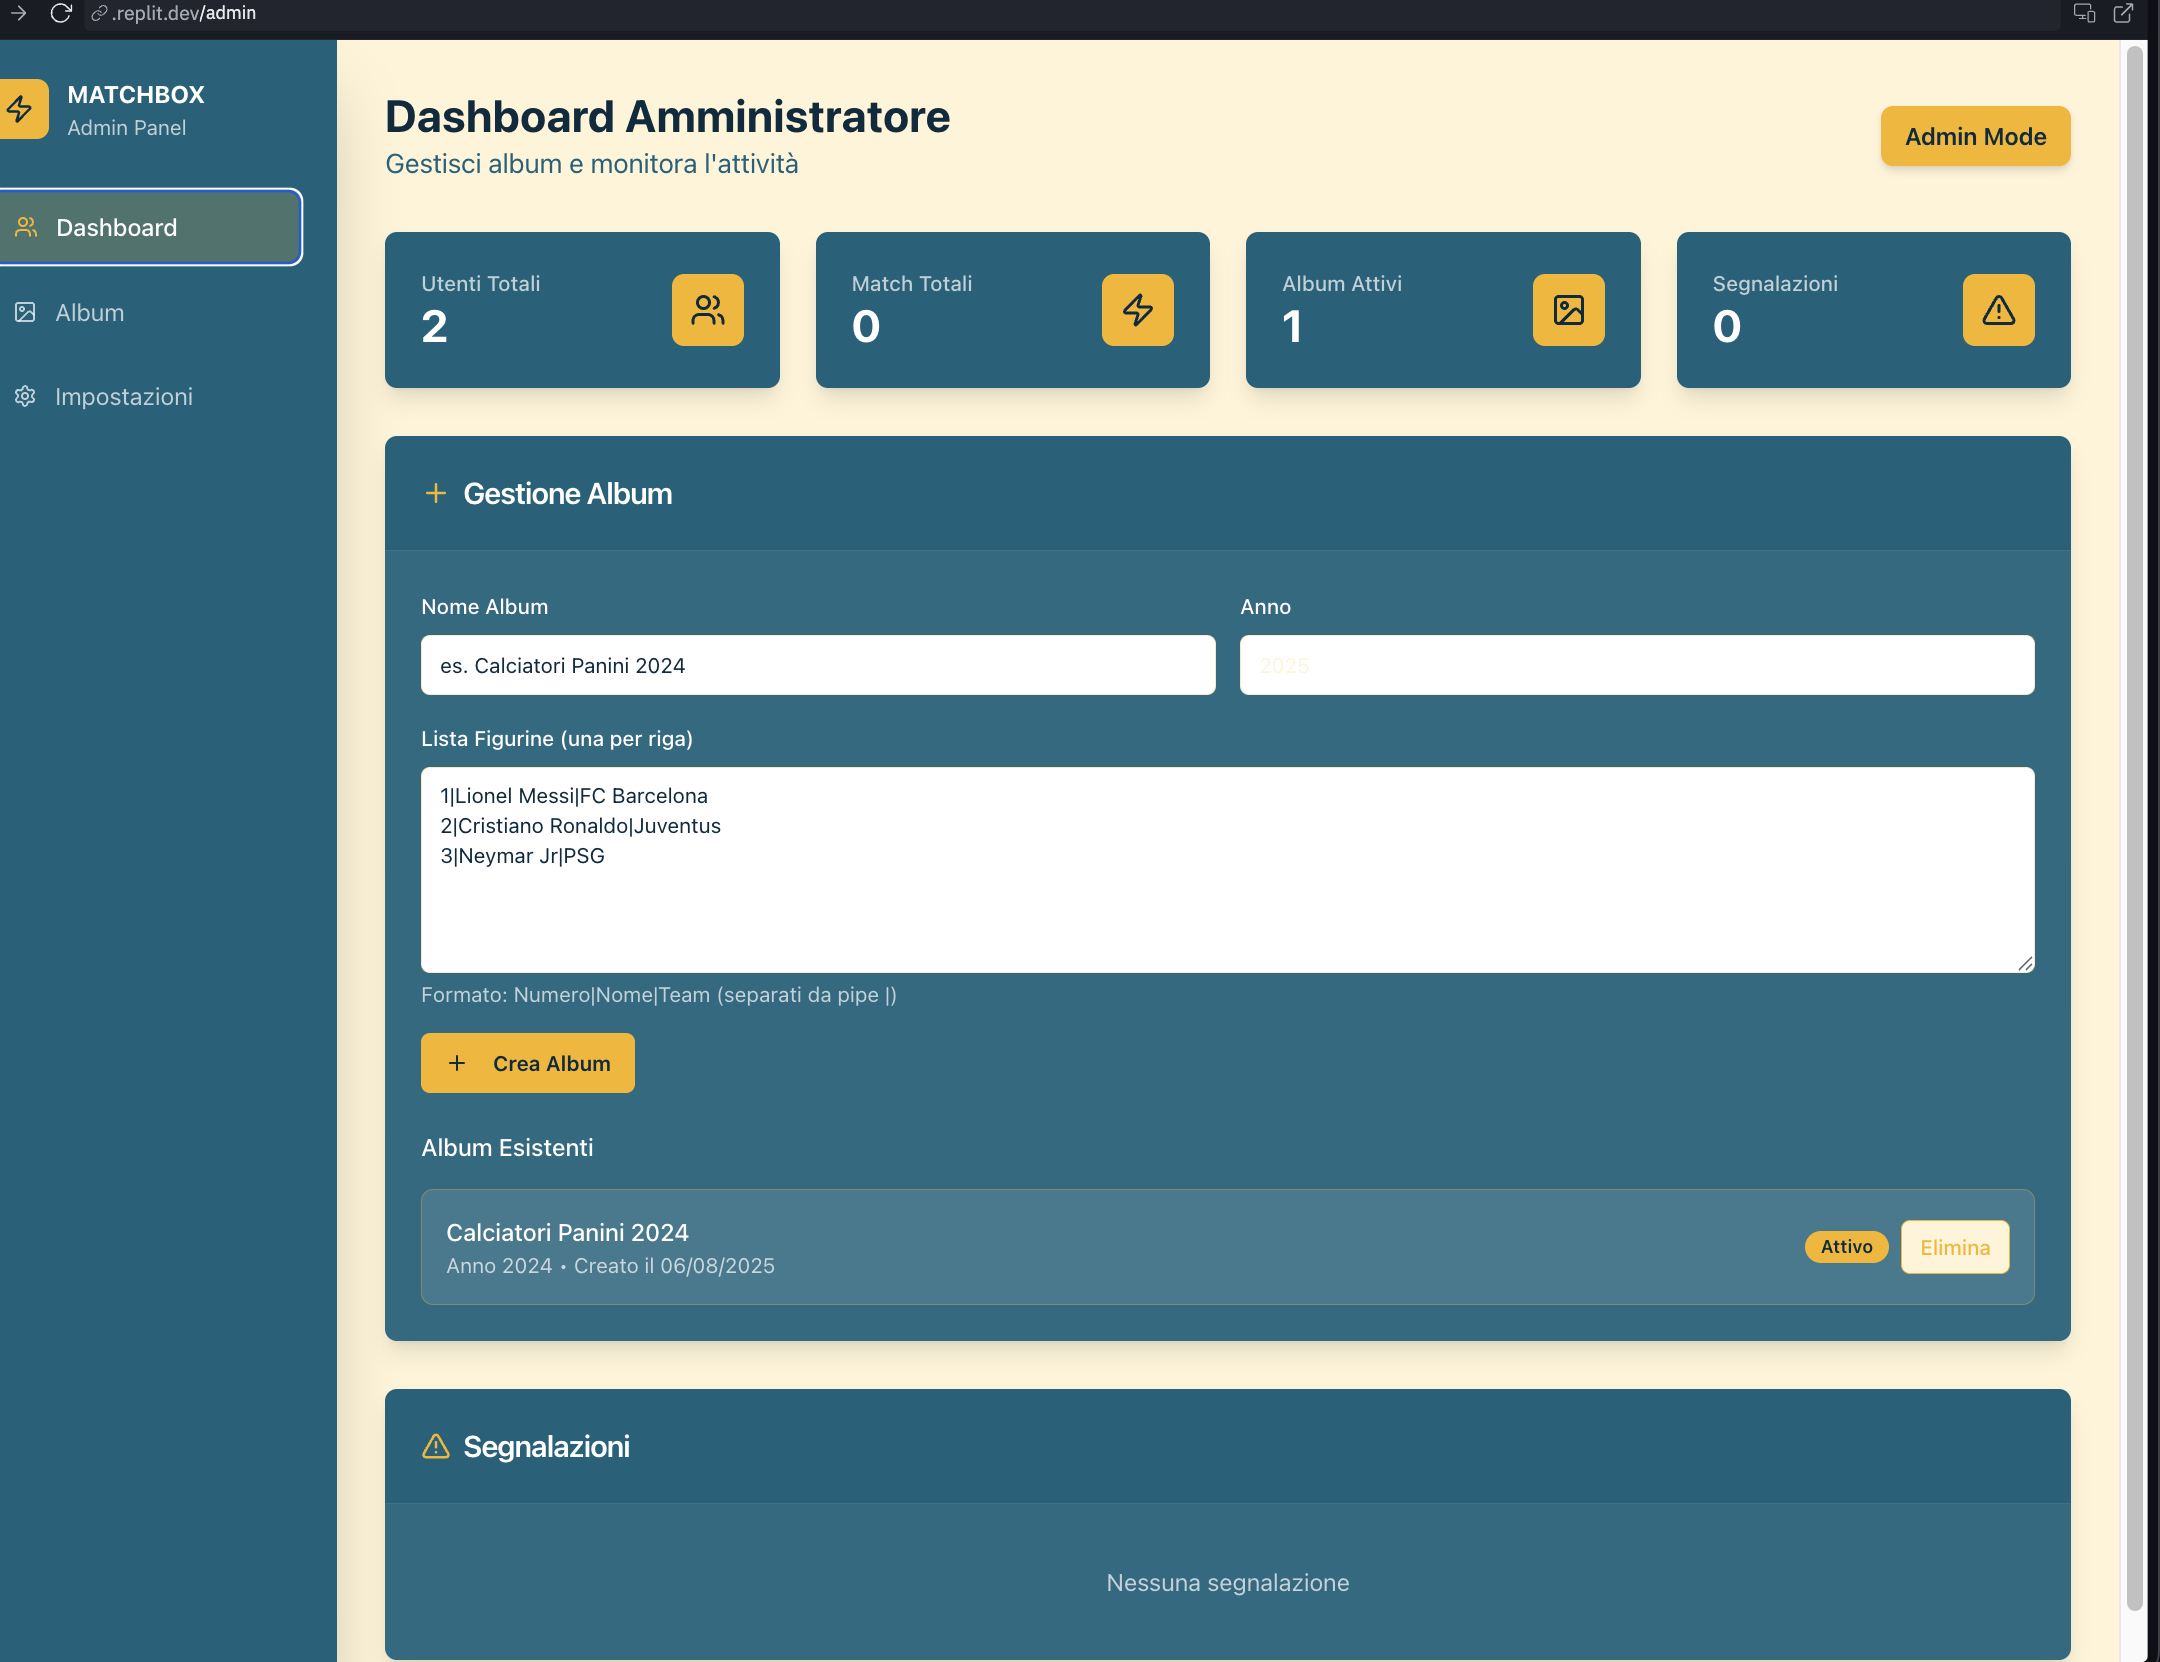 .replit.dev/admin
MATCHBOX
Admin Panel
Dashboard
Album
Impostazioni
Dashboard Amministratore
Gestisci album e monitora l'attività
Admin Mode
Utenti Totali
2
Match Totali
0
Album Attivi
1
Segnalazioni
0
Gestione Album
Nome Album
es. Calciatori Panini 2024
Anno
2025
Lista Figurine (una per riga)
1|Lionel Messi|FC Barcelona
2|Cristiano Ronaldo|Juventus
3|Neymar Jr|PSG
Formato: Numero|Nome|Team (separati da pipe |)
Crea Album
Album Esistenti
Calciatori Panini 2024
Anno 2024 • Creato il 06/08/2025
Attivo
Elimina
Segnalazioni
Nessuna segnalazione